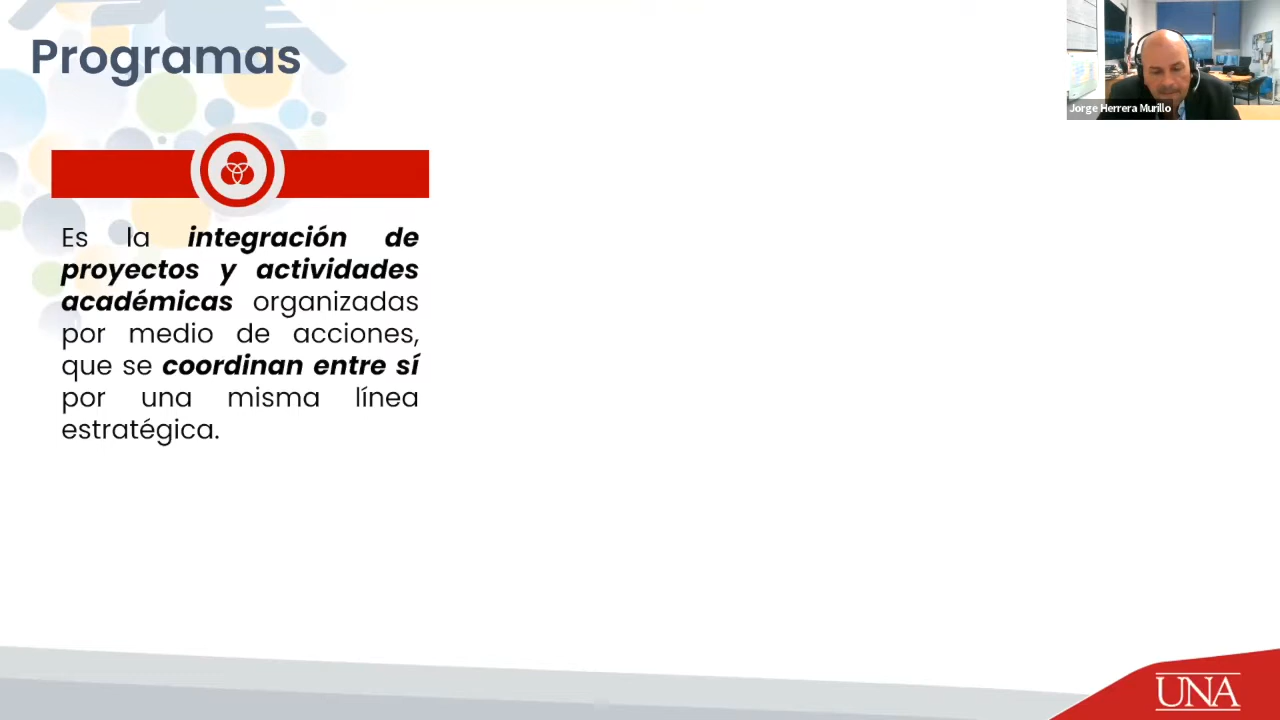 Programas
Jorge Herrera Murillo
Es la integración de
proyectos y actividades
académicas organizadas
por medio de acciones,
que se coordinan entre sí
por una misma línea
estratégica.
UNA